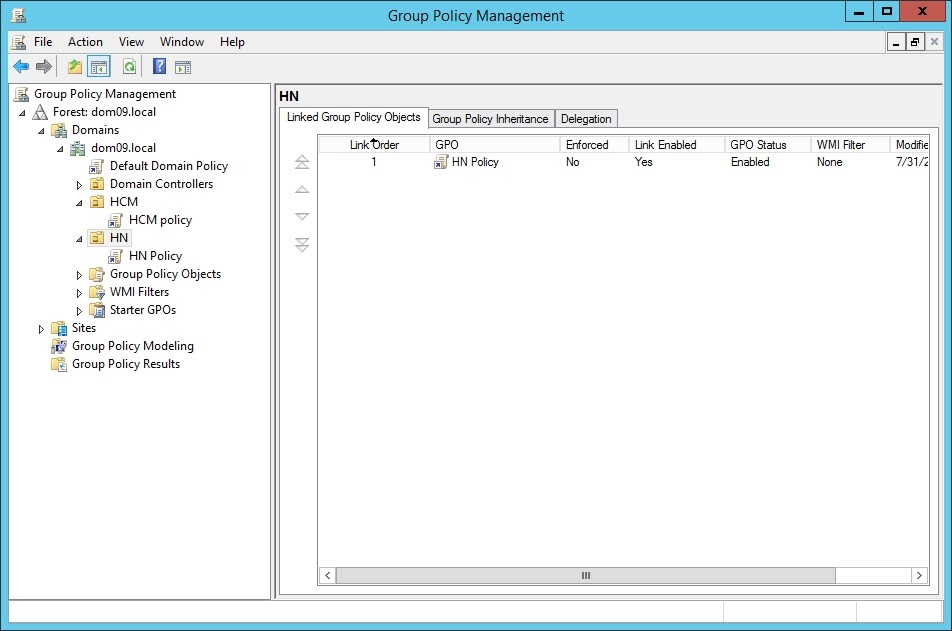 Group Policy Management
File Action View Window Help
Group Policy Management
Forest: dom09.local
Domains
dom09.local
Default Domain Policy
Domain Controllers
HCM
HCM policy
HN
HN Policy
Group Policy Objects
WMI Filters
Starter GPOs
Sites
Group Policy Modeling
Group Policy Results
HN
Linked Group Policy Objects Group Policy Inheritance Delegation
Link Order GPO Enforced Link Enabled GPO Status WMI Filter Modifie
1 HN Policy No Yes Enabled None 7/31/2